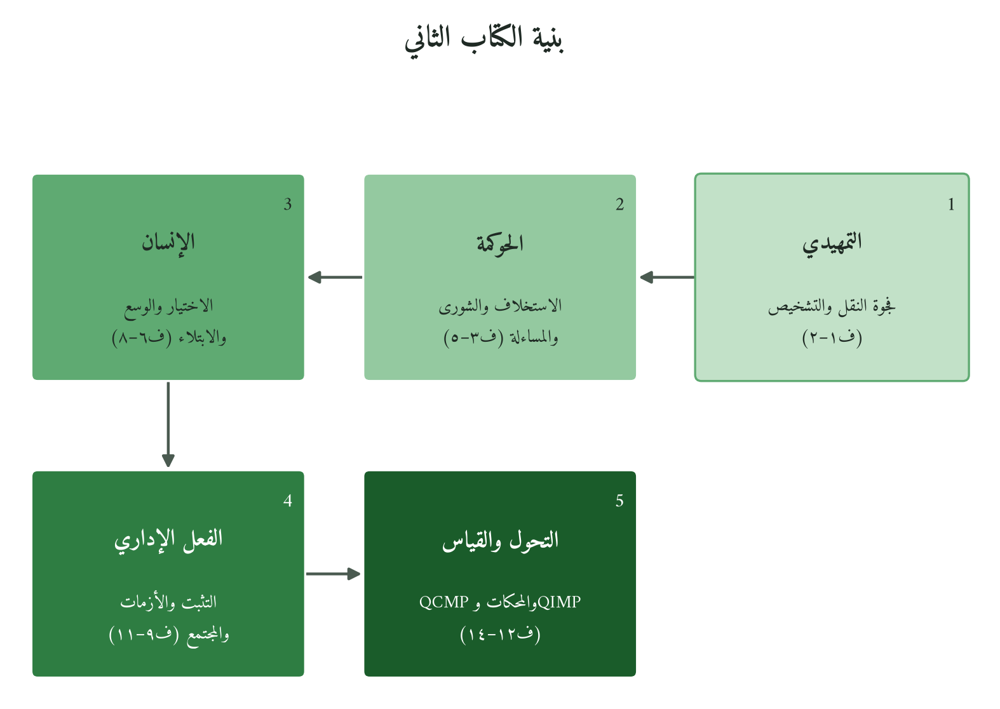 بنية الكتاب الثاني
1
التمهيدي
فجوة النقل والتشخيص
(ف١-٢)
2
الحوكمة
الاستخلاف والشورى
والمساءلة (ف٣-٥)
3
الإنسان
الاختيار والوسع
والابتلاء (ف٦-٨)
4
الفعل الإداري
التثبت والأزمات
والمجتمع (ف٩-١١)
5
التحول والقياس
QIMPوالمحكات و QCMP
(ف١٢-١٤)